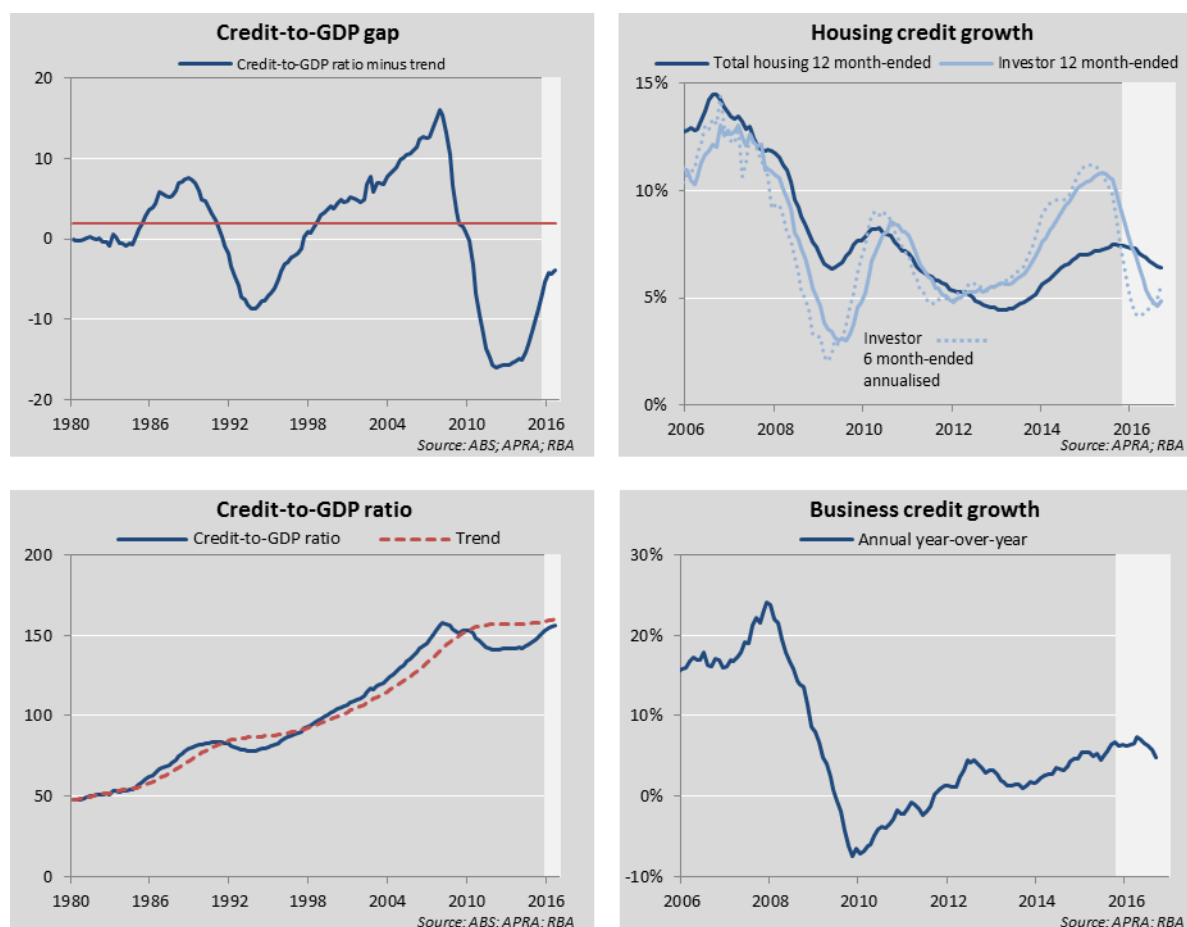 Credit-to-GDP gap
Credit-to-GDP ratio minus trend
20
10
0
-10
-20
1980 1986 1992 1998 2004 2010 2016
Source: ABS; APRA; RBA
Housing credit growth
Total housing 12 month-ended Investor 12 month-ended
15%
10%
5%
0%
Investor
6 month-ended
annualised
2006 2008 2010 2012 2014 2016
Source: APRA; RBA
Credit-to-GDP ratio
Credit-to-GDP ratio Trend
200
150
100
50
0
1980 1986 1992 1998 2004 2010 2016
Source: ABS; APRA; RBA
Business credit growth
Annual year-over-year
30%
20%
10%
0%
-10%
2006 2008 2010 2012 2014 2016
Source: APRA; RBA